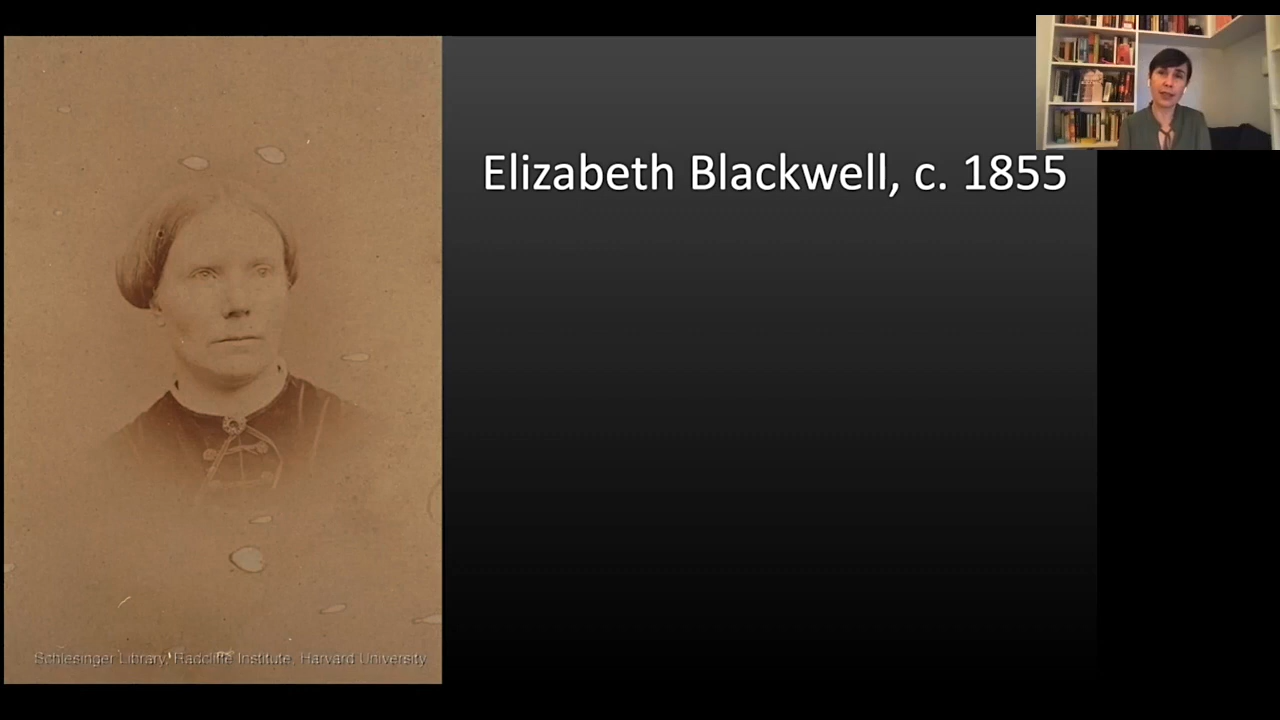 Elizabeth Blackwell, c. 1855
Schlesinger Library, Radcliffe Institute, Harvard University